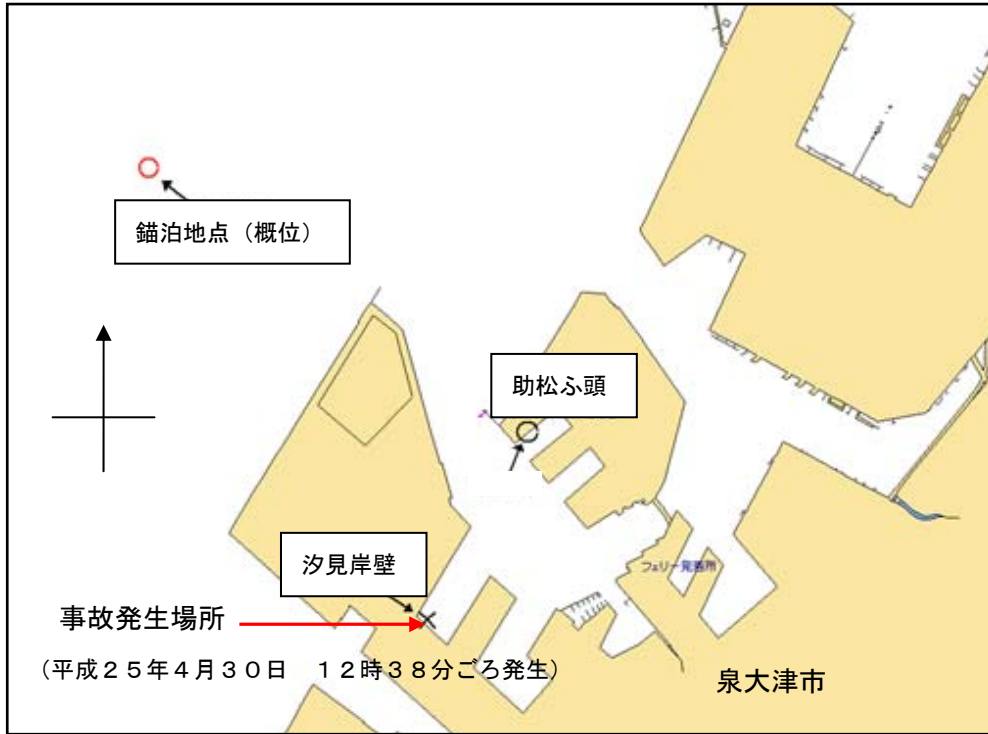 錨泊地点（概位）
助松ふ頭
汐見岸壁
フェリー発着所
事故発生場所
（平成２５年４月３０日　１２時３８分ごろ発生）
泉大津市